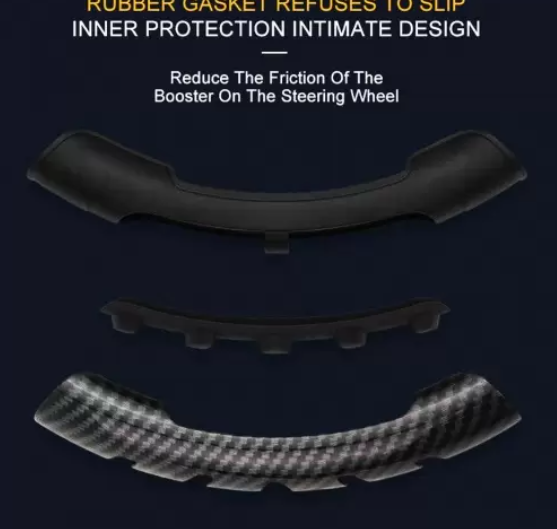 RUBBER GASKET REFUSES TO SLIP
INNER PROTECTION INTIMATE DESIGN
Reduce The Friction Of The
Booster On The Steering Wheel